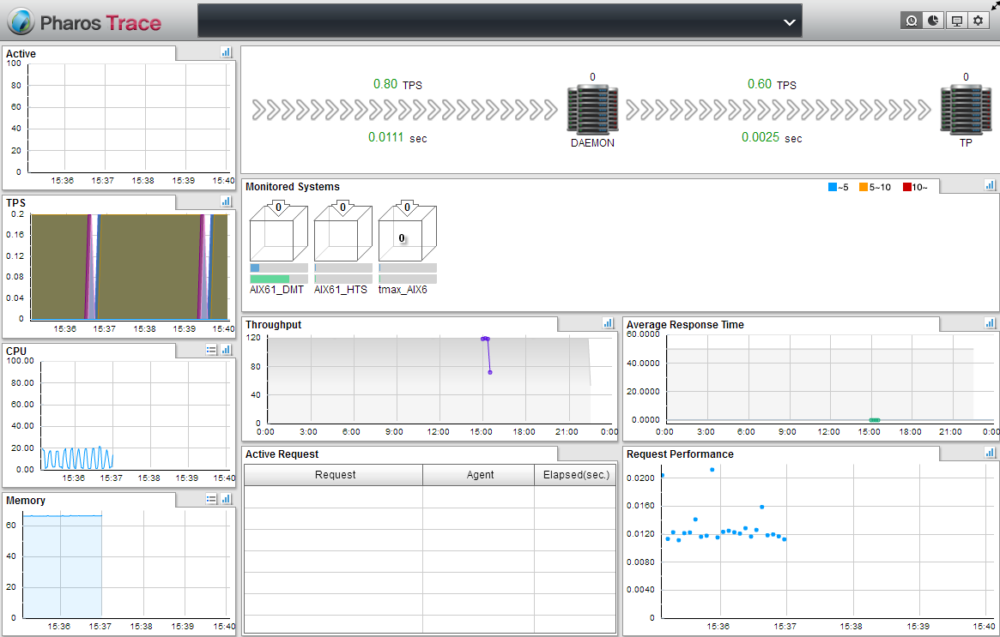 Pharos Trace
Active
100
80
60
40
20
0
15:36 15:37 15:38 15:39 15:40
TPS
0.2
0.16
0.12
0.08
0.04
0
15:36 15:37 15:38 15:39 15:40
CPU
100.00
80.00
60.00
40.00
20.00
0.00
15:36 15:37 15:38 15:39 15:40
Memory
60
40
20
0
15:36 15:37 15:38 15:39 15:40
0.80 TPS
0.0111 sec
0
DAEMON
0.60 TPS
0.0025 sec
0
TP
Monitored Systems
~5 5~10 10~
0 0 0
0
AIX61_DMT AIX61_HTS tmax_AIX6
Throughput
120
80
40
0
0:00 3:00 6:00 9:00 12:00 15:00 18:00 21:00 0:00
Average Response Time
60.0000
40.0000
20.0000
0.0000
0:00 3:00 6:00 9:00 12:00 15:00 18:00 21:00 0:00
Active Request
Request Agent Elapsed(sec.)
Request Performance
0.0200
0.0160
0.0120
0.0080
0.0040
0
15:36 15:37 15:38 15:39 15:40